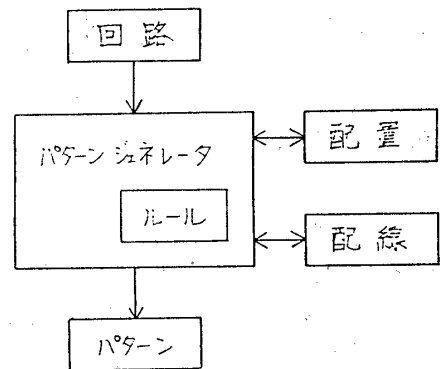 回路
パターンジェネレータ
配置
ルール
配線
パターン